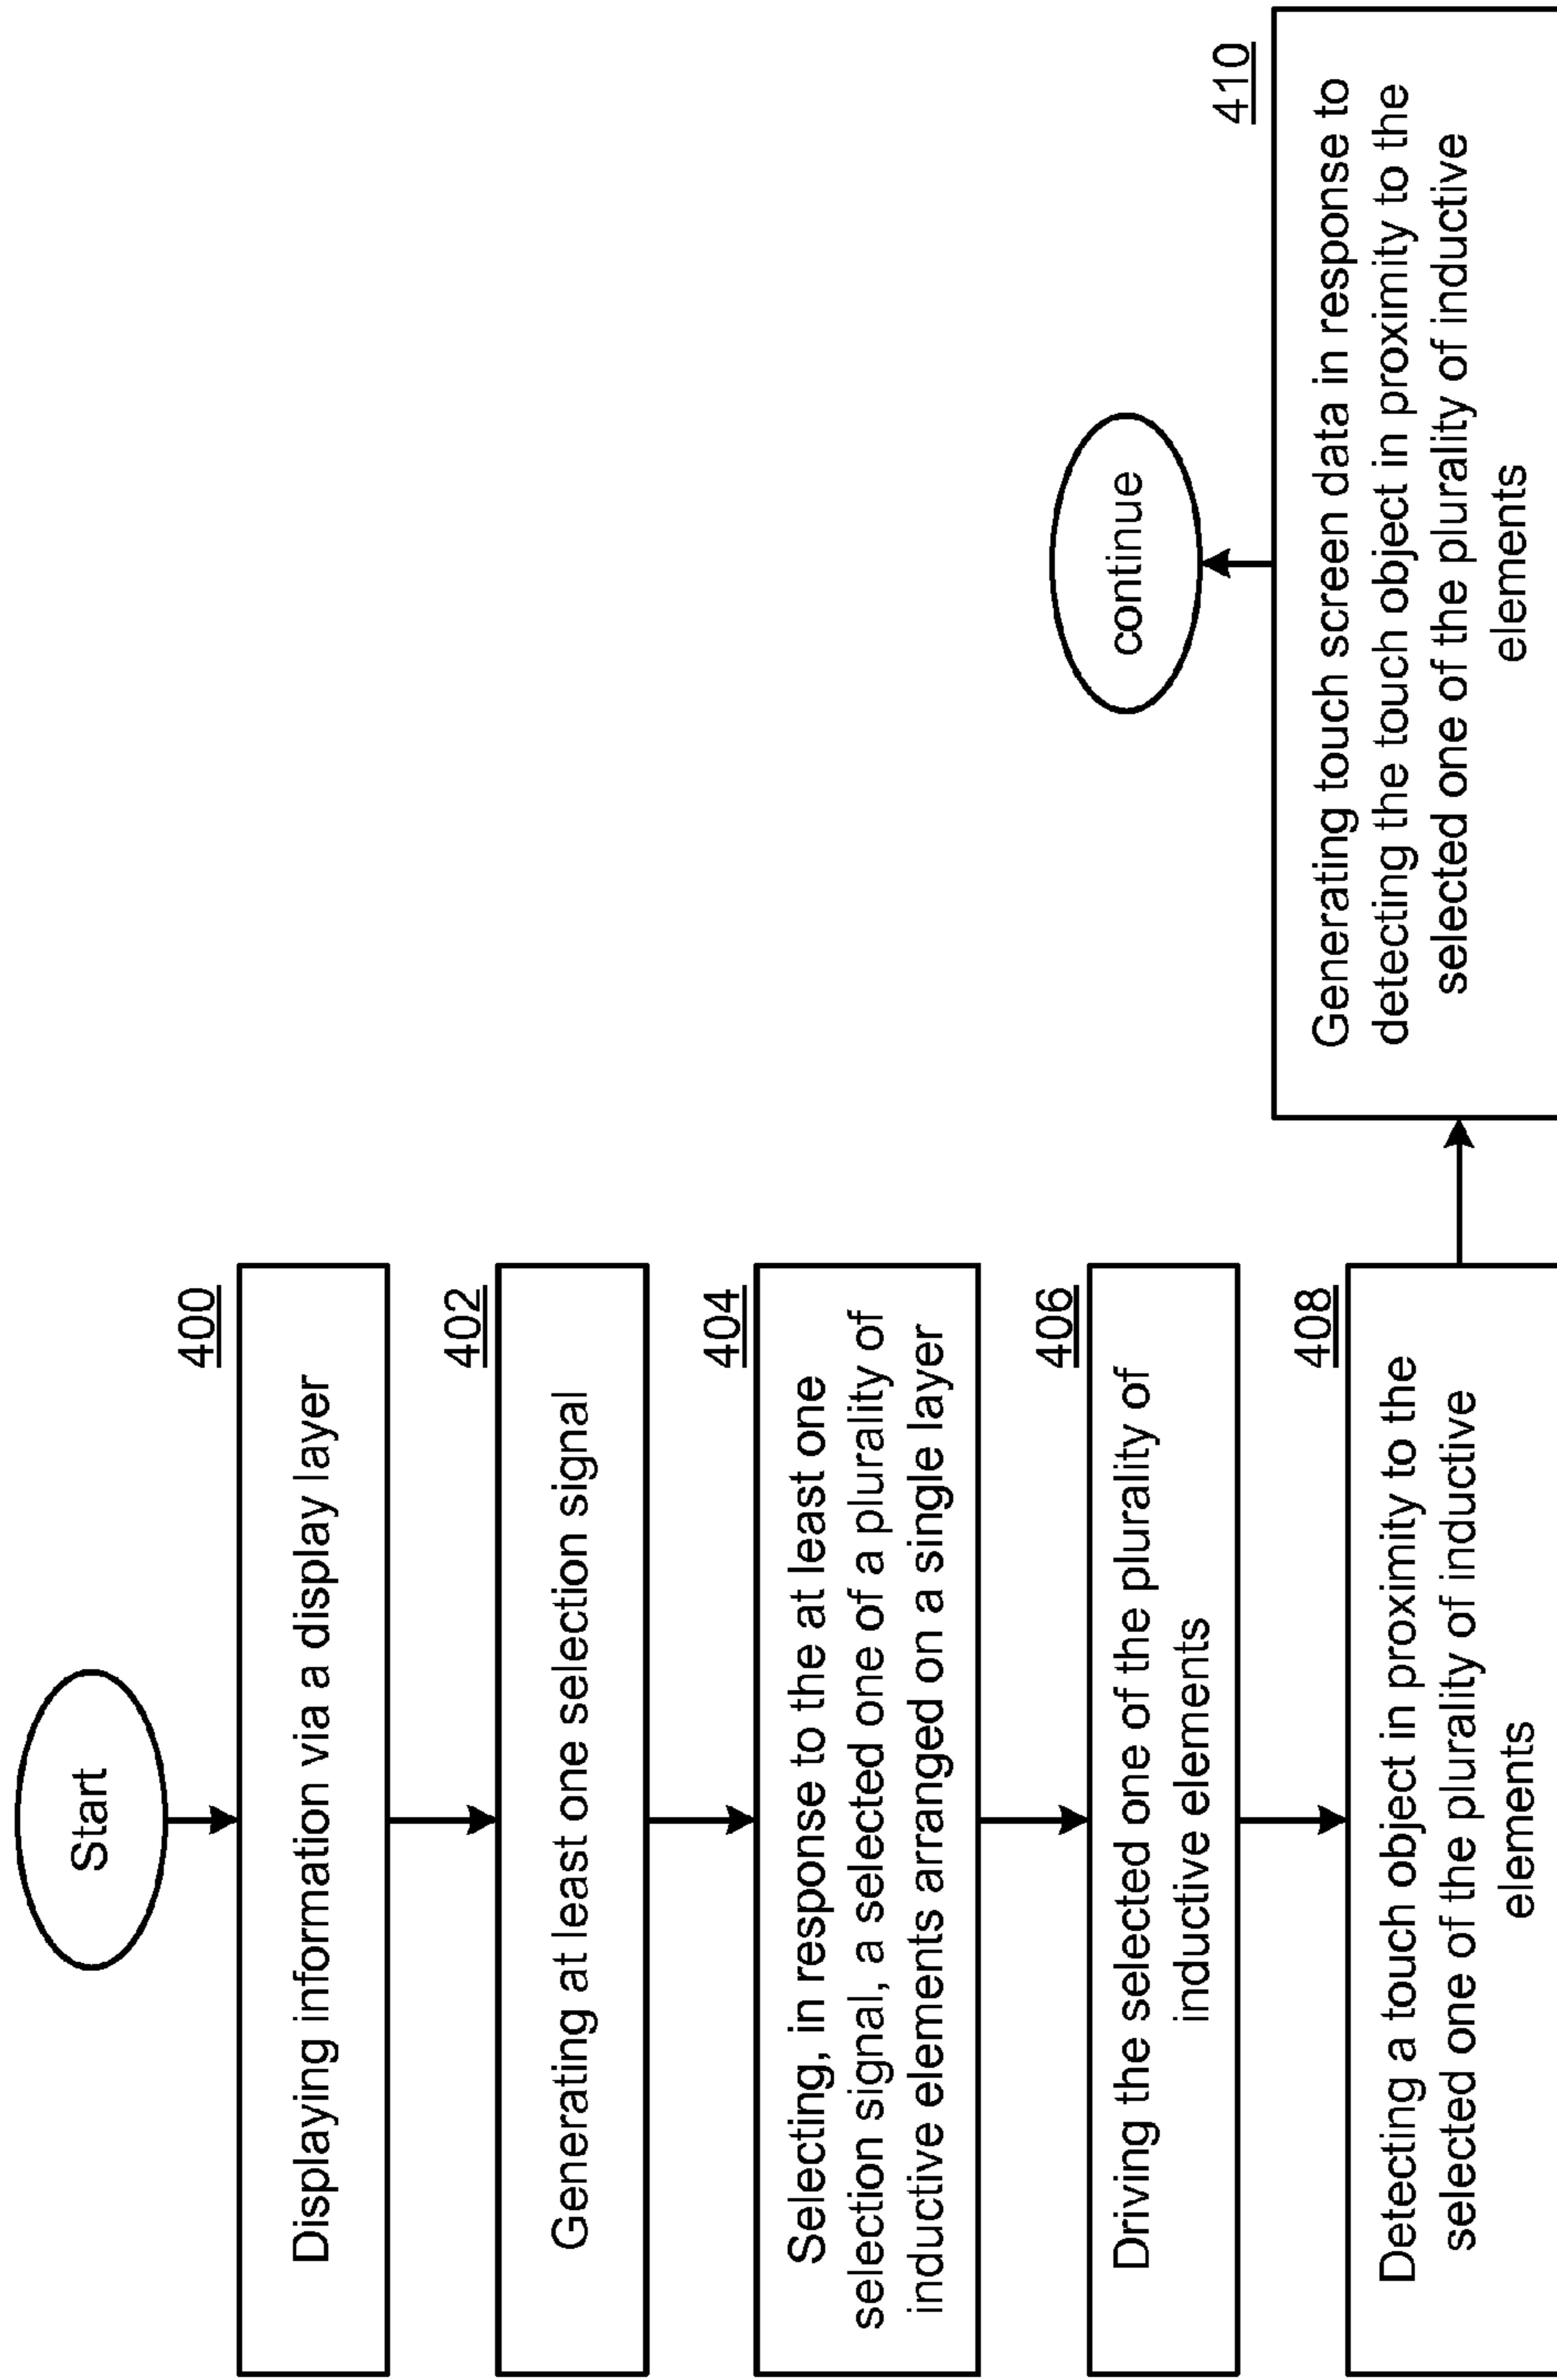 Start
400
Displaying information via a display layer
402
Generating at least one selection signal
404
Selecting, in response to the at least one
selection signal, a selected one of a plurality of
inductive elements arranged on a single layer
406
Driving the selected one of the plurality of
inductive elements
408
Detecting a touch object in proximity to the
selected one of the plurality of inductive
elements
410
Generating touch screen data in response to
detecting the touch object in proximity to the
selected one of the plurality of inductive
elements
continue